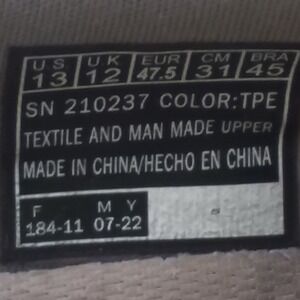 US UK EUR CM BRA
13 12 47.5 31 45
SN 210237 COLOR:TPE
TEXTILE AND MAN MADE UPPER
MADE IN CHINA/HECHO EN CHINA
F M Y
184-11 07-22